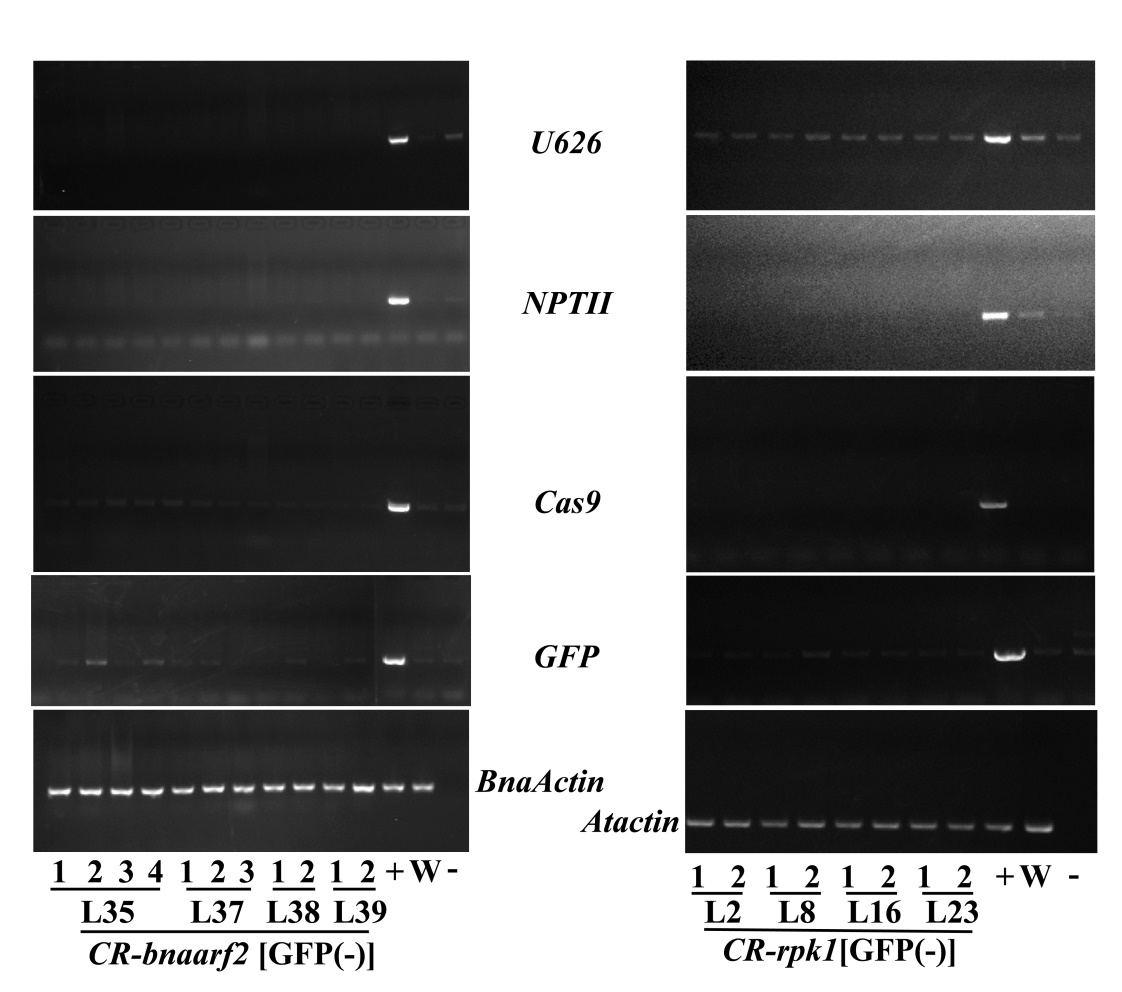 U626
NPTII
Cas9
GFP
BnaActin
Atactin
1 2 3 4 1 2 3 1 2 1 2 + W -
L35 L37 L38 L39
CR-bnaarf2 [GFP(-)]
1 2 1 2 1 2 1 2 + W -
L2 L8 L16 L23
CR-rpk1[GFP(-)]